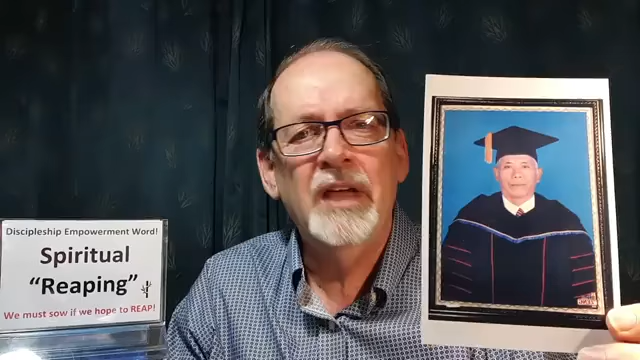 Discipleship Empowerment Word!
Spiritual
“Reaping”
We must sow if we hope to REAP!